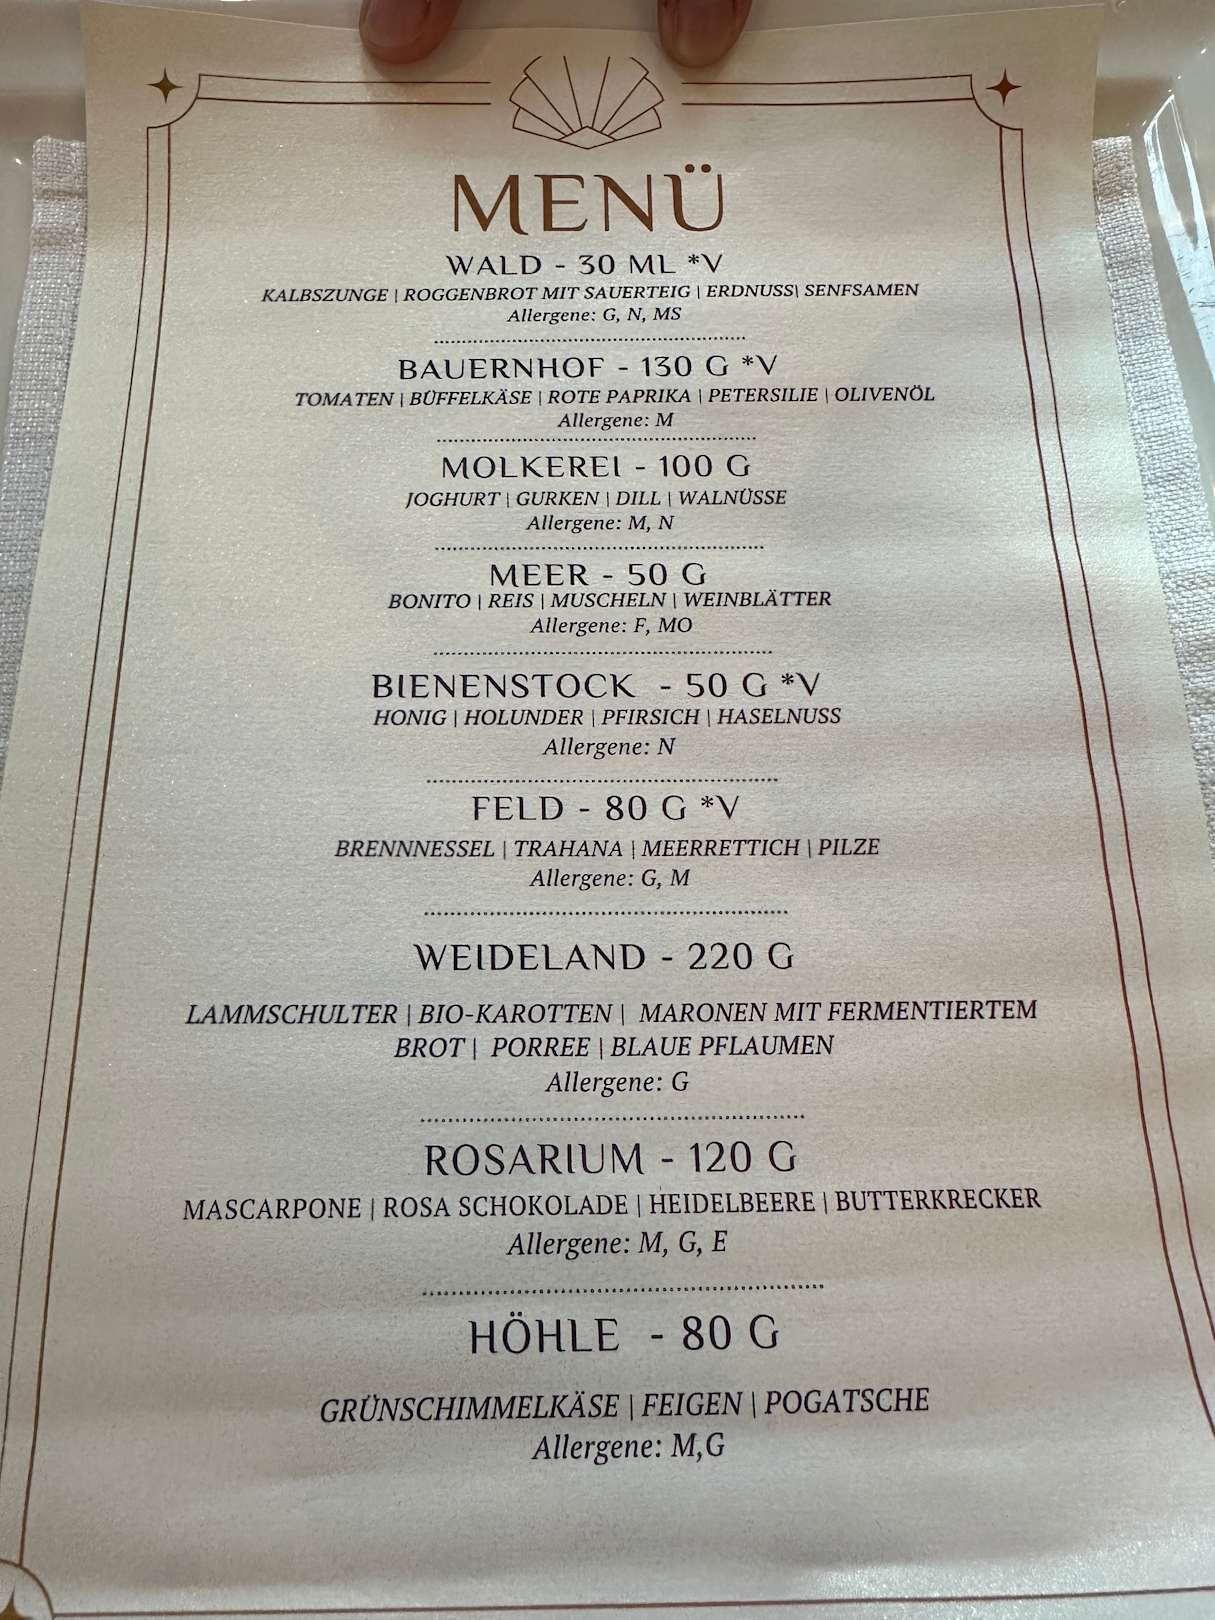 MENÜ
WALD - 30 ML *V
KALBSZUNGE | ROGGENBROT MIT SAUERTEIG | ERDNUSS\ SENFSAMEN
Allergene: G, N, MS
BAUERNHOF - 130 G *V
TOMATEN | BÜFFELKÄSE | ROTE PAPRIKA | PETERSILIE | OLIVENÖL
Allergene: M
MOLKEREI - 100 G
JOGHURT | GURKEN | DILL | WALNÜSSE
Allergene: M, N
MEER - 50 G
BONITO | REIS | MUSCHELN | WEINBLÄTTER
Allergene: F, MO
BIENENSTOCK - 50 G *V
HONIG | HOLUNDER | PFIRSICH | HASELNUSS
Allergene: N
FELD - 80 G *V
BRENNNESSEL | TRAHANA | MEERRETTICH | PILZE
Allergene: G, M
WEIDELAND - 220 G
LAMMSCHULTER | BIO-KAROTTEN | MARONEN MIT FERMENTIERTEM
BROT | PORREE | BLAUE PFLAUMEN
Allergene: G
ROSARIUM - 120 G
MASCARPONE | ROSA SCHOKOLADE | HEIDELBEERE | BUTTERKRECKER
Allergene: M, G, E
HÖHLE - 80 G
GRÜNSCHIMMELKÄSE | FEIGEN | POGATSCHE
Allergene: M,G